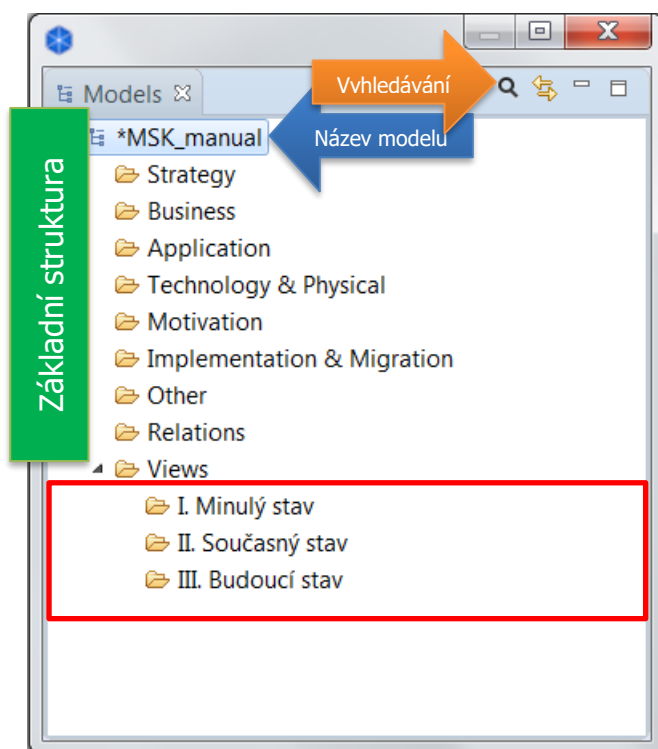 Vvhledávání
Models
*MSK_manual
Název modelu
Základní struktura
Strategy
Business
Application
Technology & Physical
Motivation
Implementation & Migration
Other
Relations
Views
I. Minulý stav
II. Současný stav
III. Budoucí stav